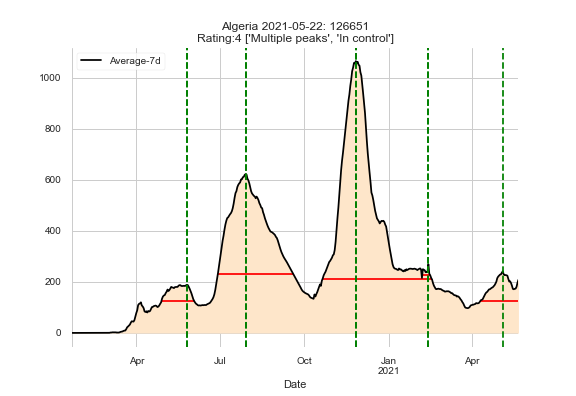 Algeria 2021-05-22: 126651
Rating:4 ['Multiple peaks', 'In control']
Average-7d
1000
800
600
400
200
0
Apr
Jul
Oct
Jan
2021
Apr
Date